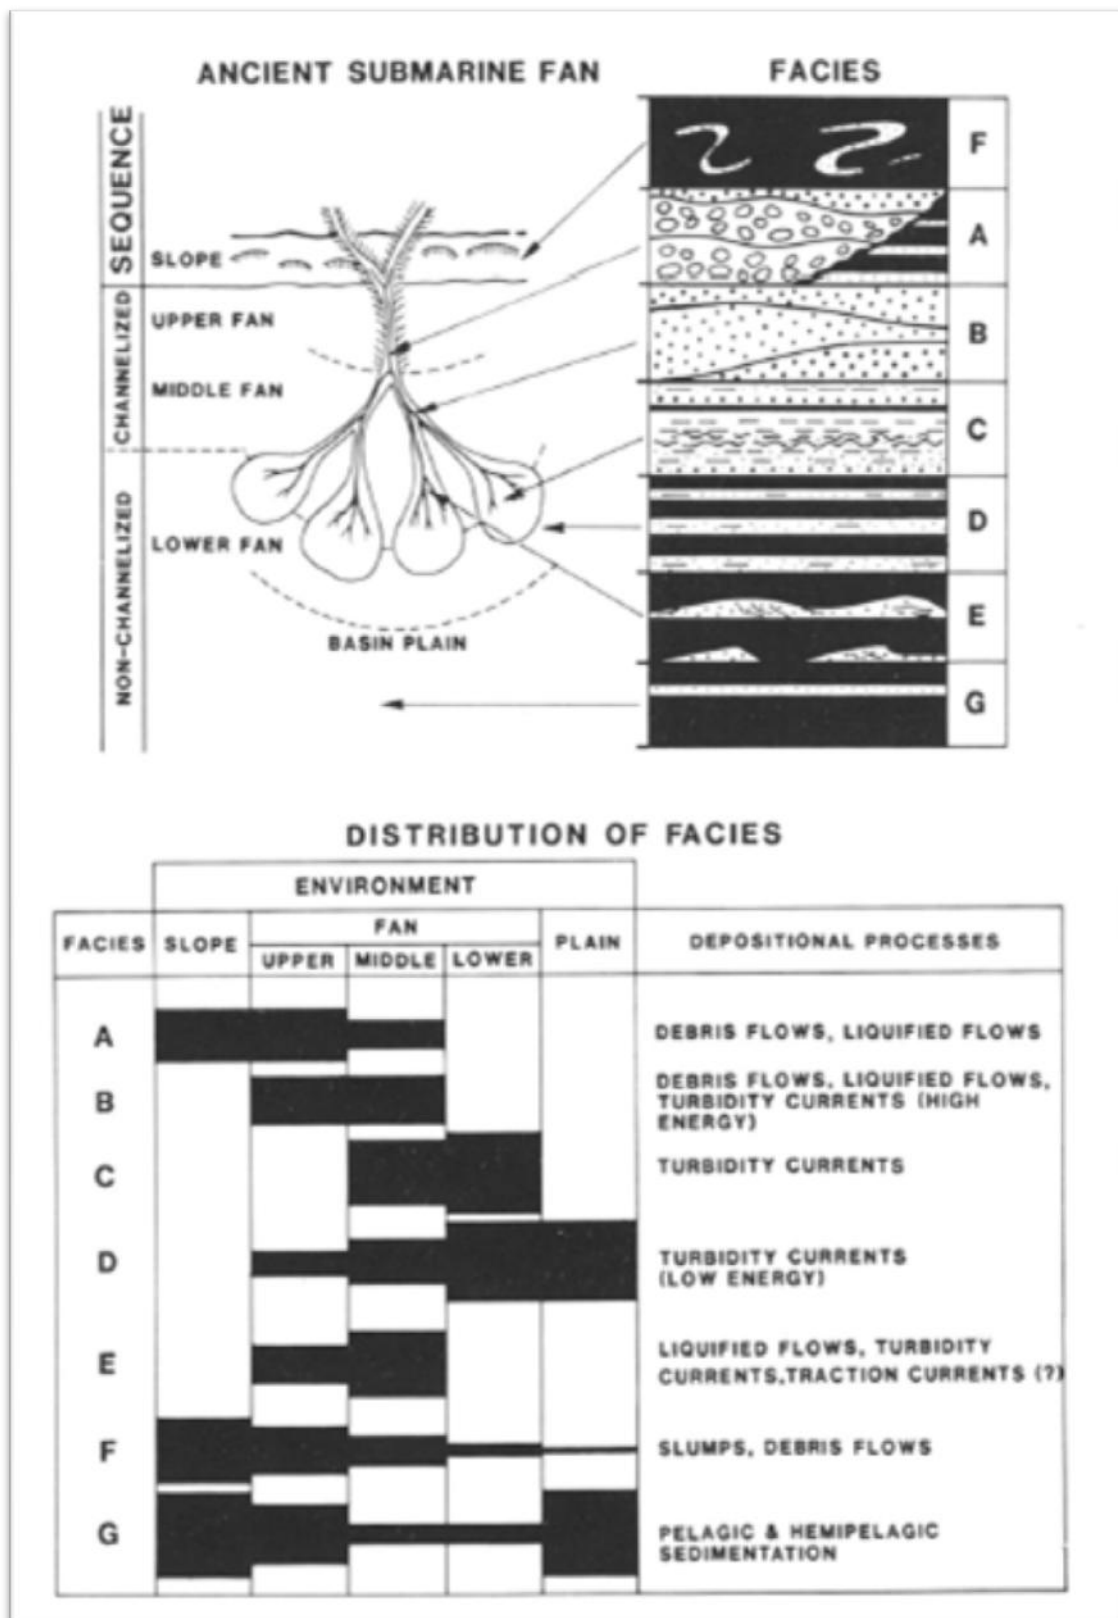 ANCIENT SUBMARINE FAN
FACIES
SEQUENCE
CHANNELIZED
NON-CHANNELIZED
SLOPE
UPPER FAN
MIDDLE FAN
LOWER FAN
BASIN PLAIN
F
A
B
C
D
E
G
DISTRIBUTION OF FACIES
ENVIRONMENT
FACIES
SLOPE
FAN
UPPER
MIDDLE
LOWER
PLAIN
DEPOSITIONAL PROCESSES
A
DEBRIS FLOWS, LIQUIFIED FLOWS
B
DEBRIS FLOWS, LIQUIFIED FLOWS,
TURBIDITY CURRENTS (HIGH
ENERGY)
C
TURBIDITY CURRENTS
D
TURBIDITY CURRENTS
(LOW ENERGY)
E
LIQUIFIED FLOWS, TURBIDITY
CURRENTS,TRACTION CURRENTS (?)
F
SLUMPS, DEBRIS FLOWS
G
PELAGIC & HEMIPELAGIC
SEDIMENTATION